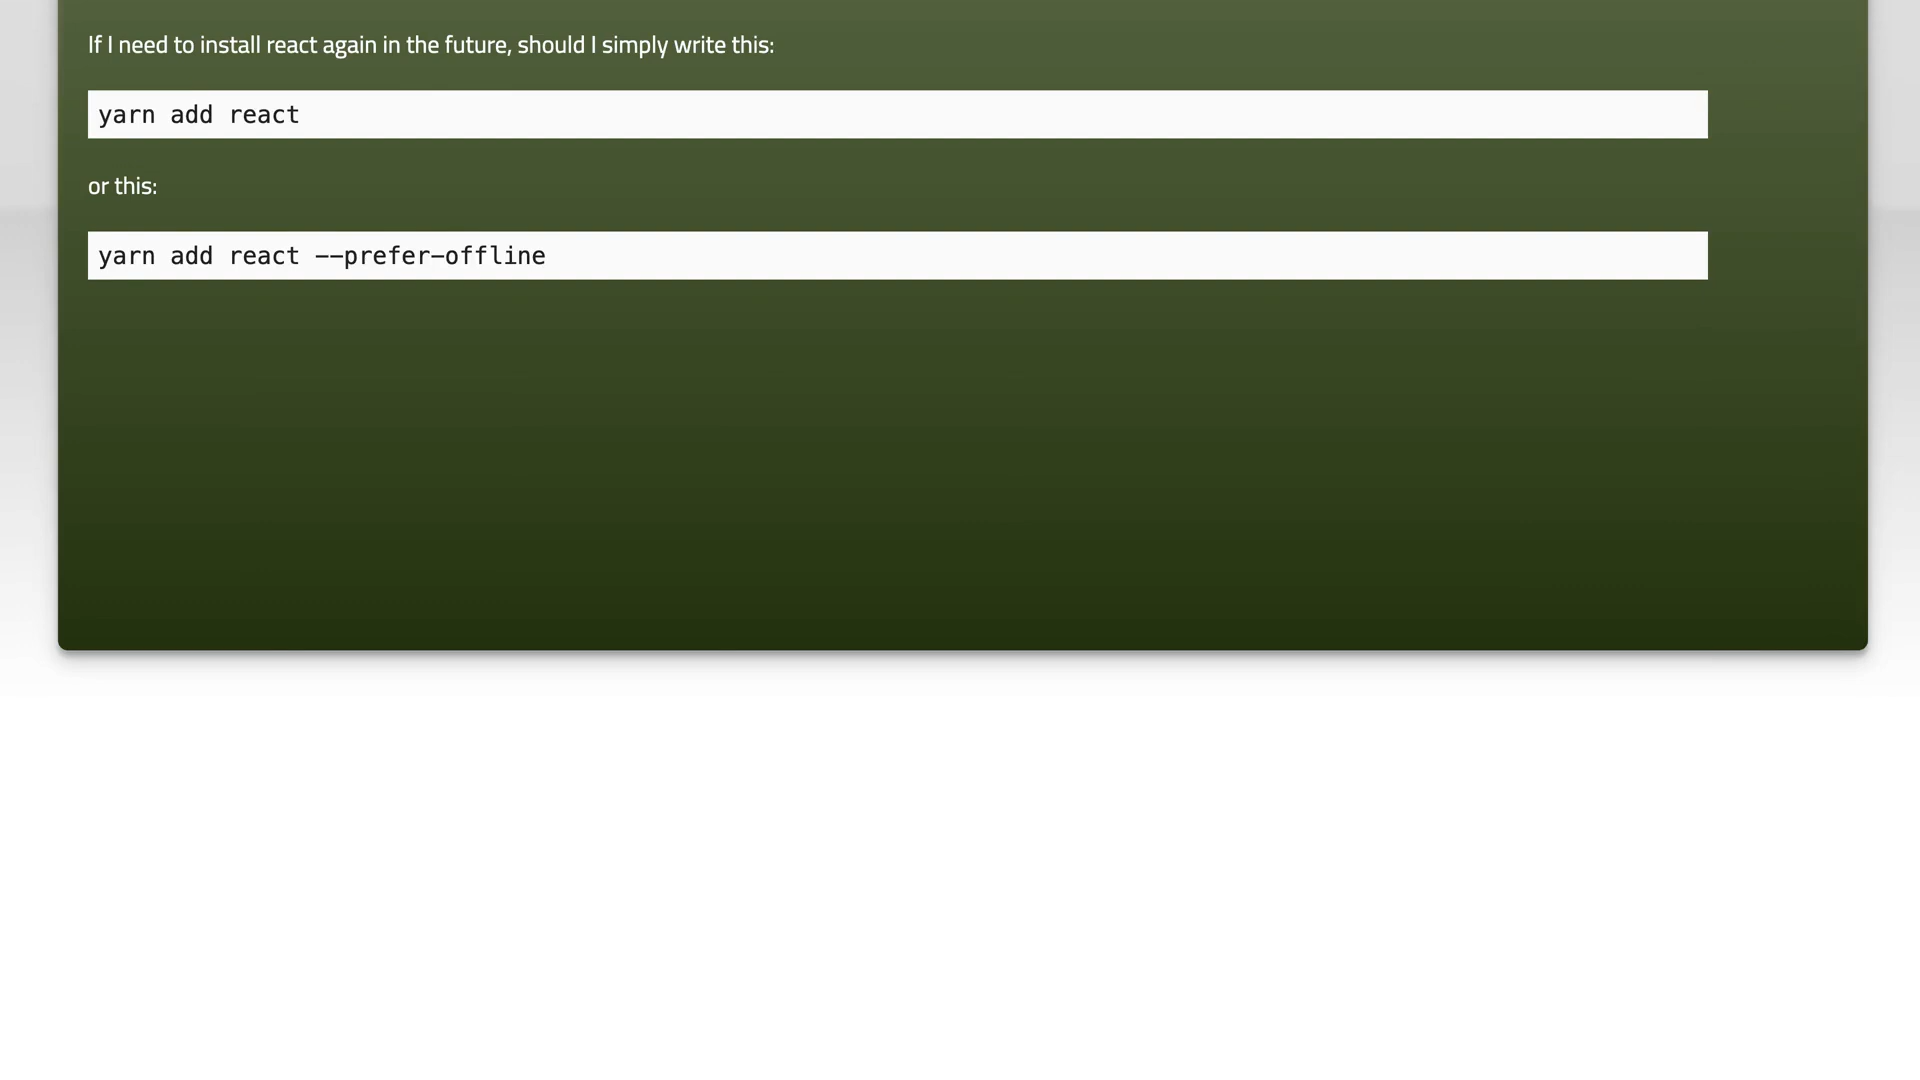 If I need to install react again in the future, should I simply write this:
yarn add react
or this:
yarn add react --prefer-offline